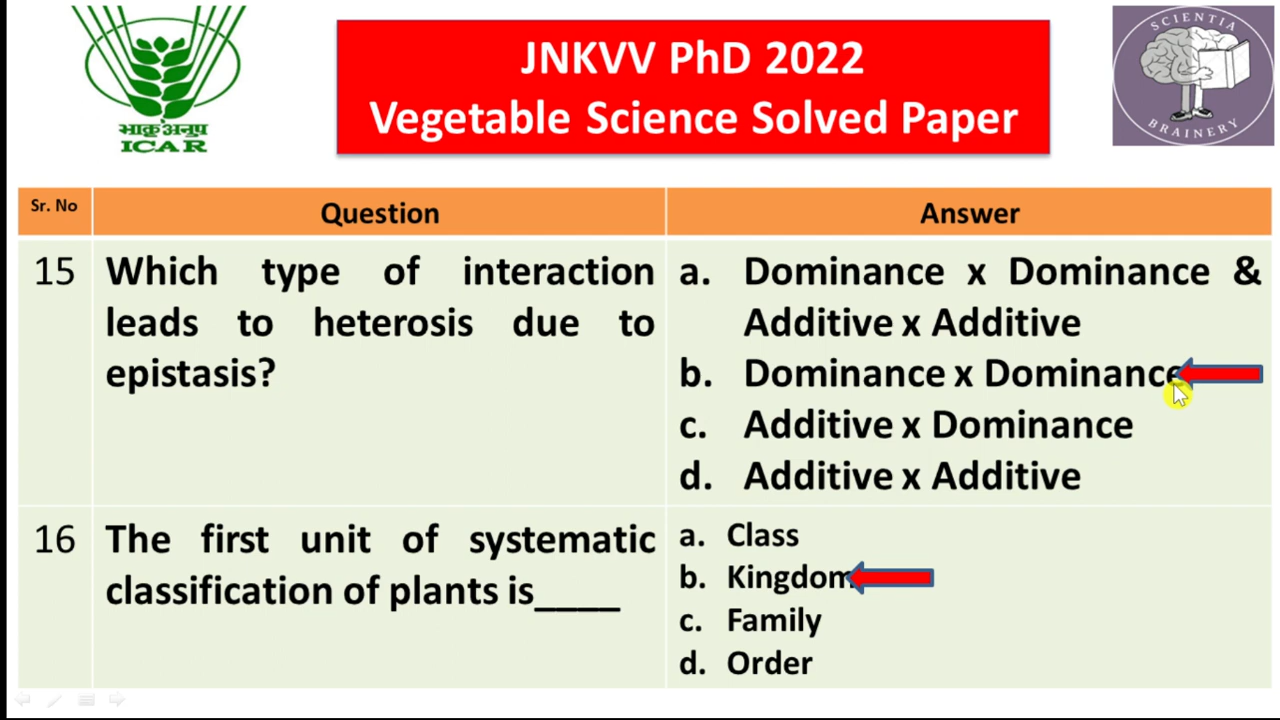 भाकृअनुप
ICAR
JNKVV PhD 2022
Vegetable Science Solved Paper
SCIENTIA
BRAINERY
Sr. No Question Answer
15 Which type of interaction
leads to heterosis due to
epistasis?
a. Dominance x Dominance &
Additive x Additive
b. Dominance x Dominance
c. Additive x Dominance
d. Additive x Additive
16 The first unit of systematic
classification of plants is____
a. Class
b. Kingdom
c. Family
d. Order